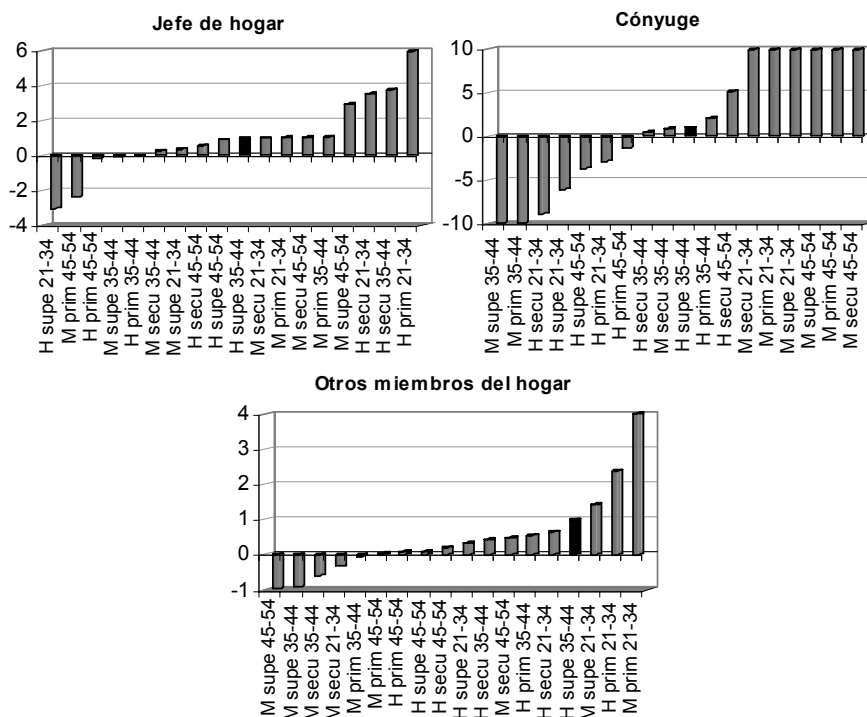 Jefe de hogar
6
4
2
0
-2
-4
H supe 21-34
M prim 45-54
H prim 45-54
M supe 35-44
H prim 35-44
M secu 35-44
M supe 21-34
H secu 45-54
H supe 45-54
H supe 35-44
M secu 21-34
M prim 21-34
M secu 45-54
M prim 35-44
M supe 45-54
H secu 21-34
H secu 35-44
H prim 21-34
Cónyuge
10
5
0
-5
-10
M supe 35-44
M prim 35-44
H secu 21-34
H supe 21-34
H supe 45-54
H prim 21-34
H prim 45-54
H secu 35-44
M secu 35-44
H supe 35-44
H prim 35-44
H secu 45-54
M secu 21-34
M prim 21-34
M supe 21-34
M supe 45-54
M prim 45-54
M secu 45-54
Otros miembros del hogar
4
3
2
1
0
-1
M supe 45-54
M supe 35-44
M secu 35-44
M secu 21-34
M prim 35-44
M prim 45-54
H prim 45-54
H supe 45-54
H secu 45-54
H supe 21-34
H secu 35-44
M secu 45-54
H prim 35-44
H secu 21-34
H supe 35-44
M supe 21-34
H prim 21-34
M prim 21-34